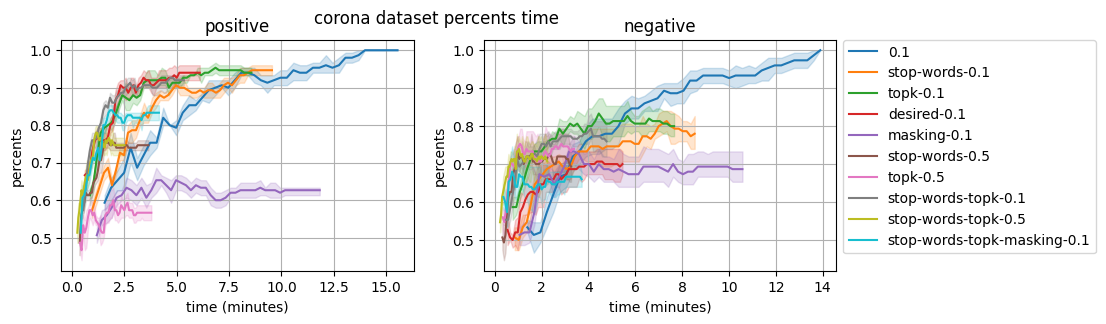 corona dataset percents time
positive
percents
1.0
0.9
0.8
0.7
0.6
0.5
0.0 2.5 5.0 7.5 10.0 12.5 15.0
time (minutes)
negative
percents
1.0
0.9
0.8
0.7
0.6
0.5
0 2 4 6 8 10 12 14
time (minutes)
0.1
stop-words-0.1
topk-0.1
desired-0.1
masking-0.1
stop-words-0.5
topk-0.5
stop-words-topk-0.1
stop-words-topk-0.5
stop-words-topk-masking-0.1